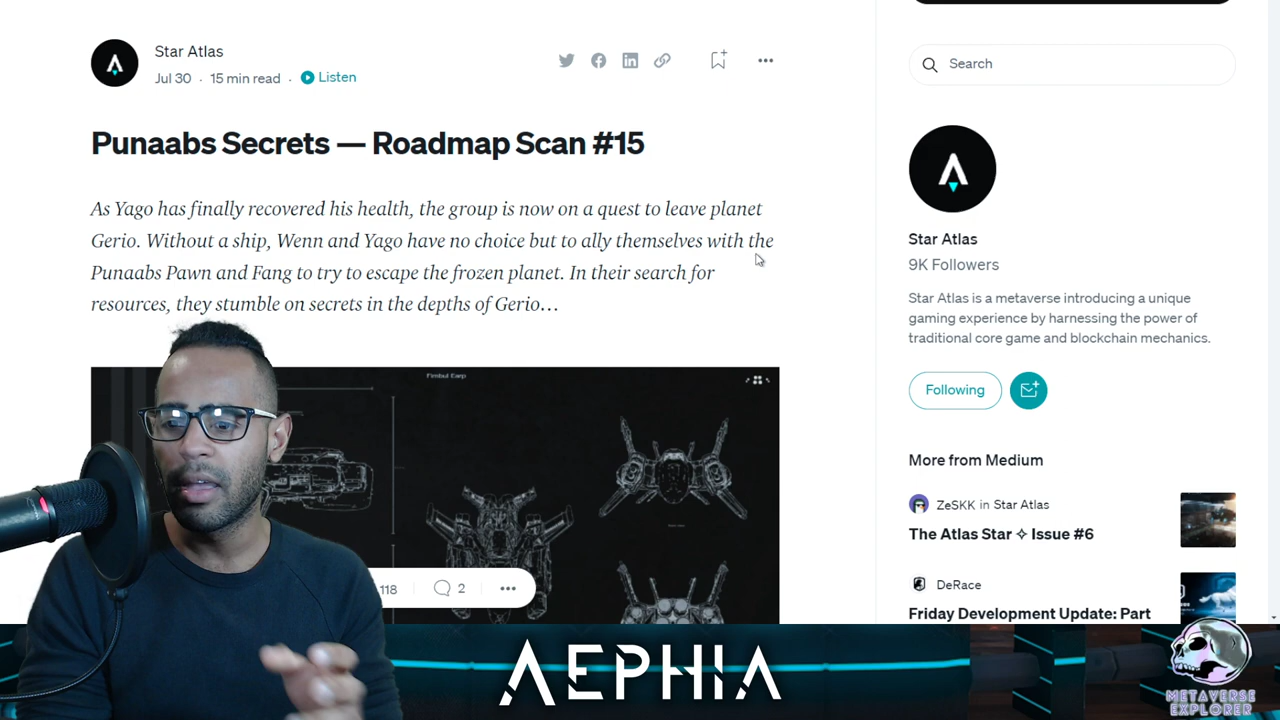 Star Atlas
Jul 30 · 15 min read · Listen
Punaabs Secrets — Roadmap Scan #15
As Yago has finally recovered his health, the group is now on a quest to leave planet
Gerio. Without a ship, Wenn and Yago have no choice but to ally themselves with the
Punaabs Pawn and Fang to try to escape the frozen planet. In their search for
resources, they stumble on secrets in the depths of Gerio…
Fimbul Earp
118
2
Search
Star Atlas
9K Followers
Star Atlas is a metaverse introducing a unique
gaming experience by harnessing the power of
traditional core game and blockchain mechanics.
Following
More from Medium
ZeSKK in Star Atlas
The Atlas Star ✧ Issue #6
DeRace
Friday Development Update: Part
AEPHIA
METAVERSE
EXPLORER